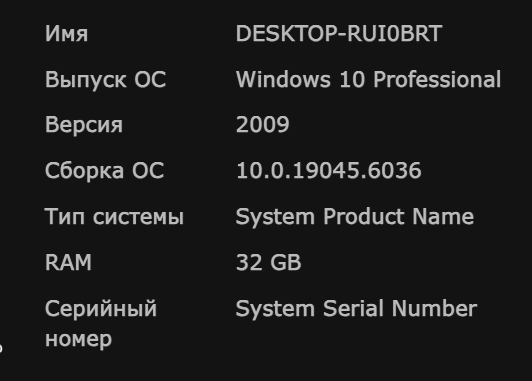 Имя DESKTOP-RUI0BRT
Выпуск ОС Windows 10 Professional
Версия 2009
Сборка ОС 10.0.19045.6036
Тип системы System Product Name
RAM 32 GB
Серийный System Serial Number
номер